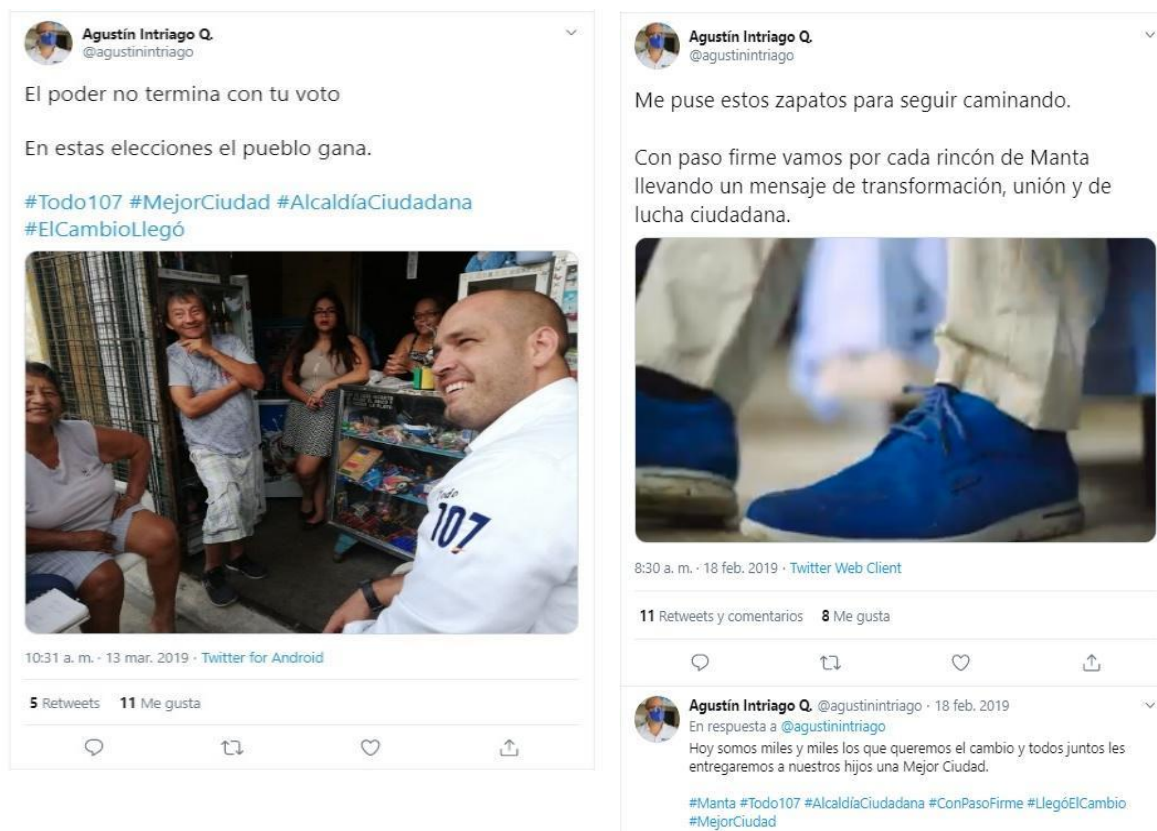 Agustín Intriago Q.
@agustinintriago
El poder no termina con tu voto
En estas elecciones el pueblo gana.
#Todo107 #MejorCiudad #AlcaldíaCiudadana
#ElCambioLlegó
Todo
107
10:31 a. m. · 13 mar. 2019 · Twitter for Android
5 Retweets 11 Me gusta
Agustín Intriago Q.
@agustinintriago
Me puse estos zapatos para seguir caminando.
Con paso firme vamos por cada rincón de Manta
llevando un mensaje de transformación, unión y de
lucha ciudadana.
8:30 a. m. · 18 feb. 2019 · Twitter Web Client
11 Retweets y comentarios 8 Me gusta
Agustín Intriago Q. @agustinintriago · 18 feb. 2019
En respuesta a @agustinintriago
Hoy somos miles y miles los que queremos el cambio y todos juntos les
entregaremos a nuestros hijos una Mejor Ciudad.
#Manta #Todo107 #AlcaldíaCiudadana #ConPasoFirme #LlegóElCambio
#MejorCiudad